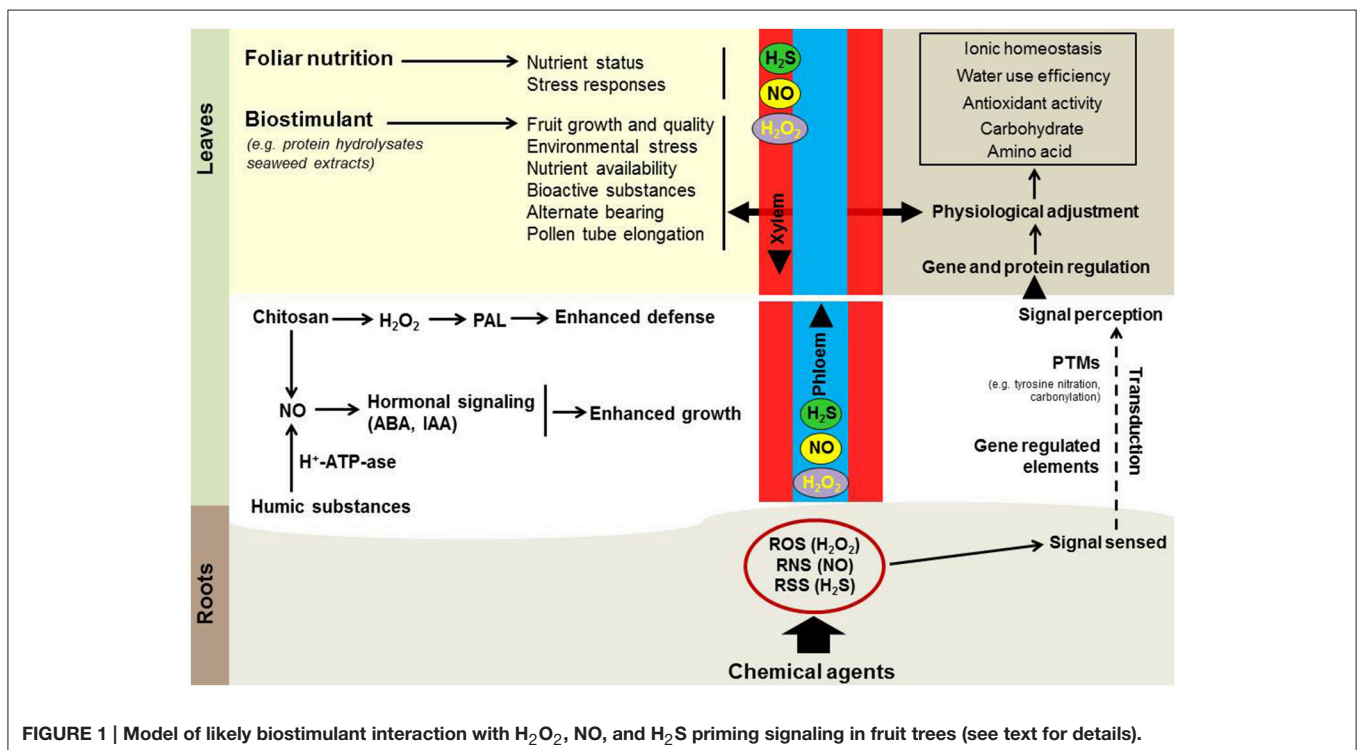 Leaves
Roots
Foliar nutrition
Nutrient status
Stress responses
Biostimulant
(e.g. protein hydrolysates
seaweed extracts)
Fruit growth and quality
Environmental stress
Nutrient availability
Bioactive substances
Alternate bearing
Pollen tube elongation
H₂S
NO
H₂O₂
Xylem
Ionic homeostasis
Water use efficiency
Antioxidant activity
Carbohydrate
Amino acid
Physiological adjustment
Gene and protein regulation
Chitosan
H₂O₂
PAL
Enhanced defense
NO
Hormonal signaling
(ABA, IAA)
Enhanced growth
H⁺-ATP-ase
Humic substances
Phloem
H₂S
NO
H₂O₂
Signal perception
PTMs
(e.g. tyrosine nitration,
carbonylation)
Transduction
Gene regulated
elements
Signal sensed
ROS (H₂O₂)
RNS (NO)
RSS (H₂S)
Chemical agents
FIGURE 1 | Model of likely biostimulant interaction with H₂O₂, NO, and H₂S priming signaling in fruit trees (see text for details).